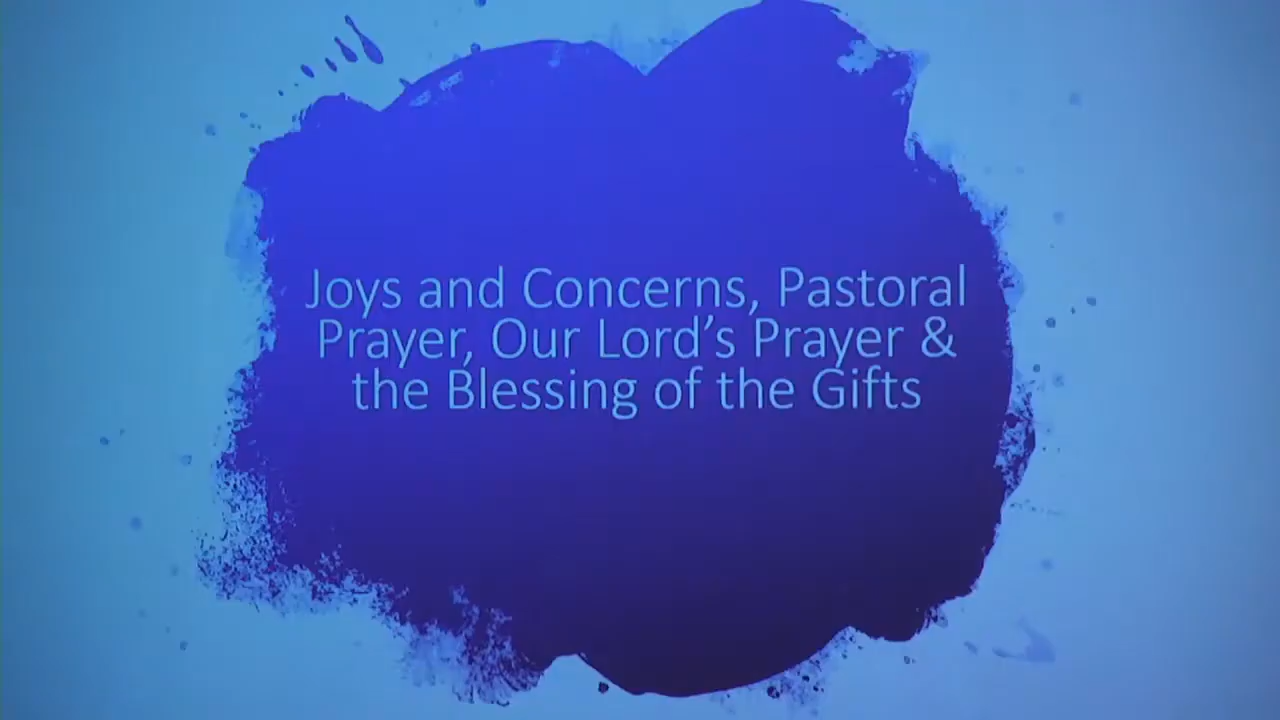 Joys and Concerns, Pastoral
Prayer, Our Lord’s Prayer &
the Blessing of the Gifts